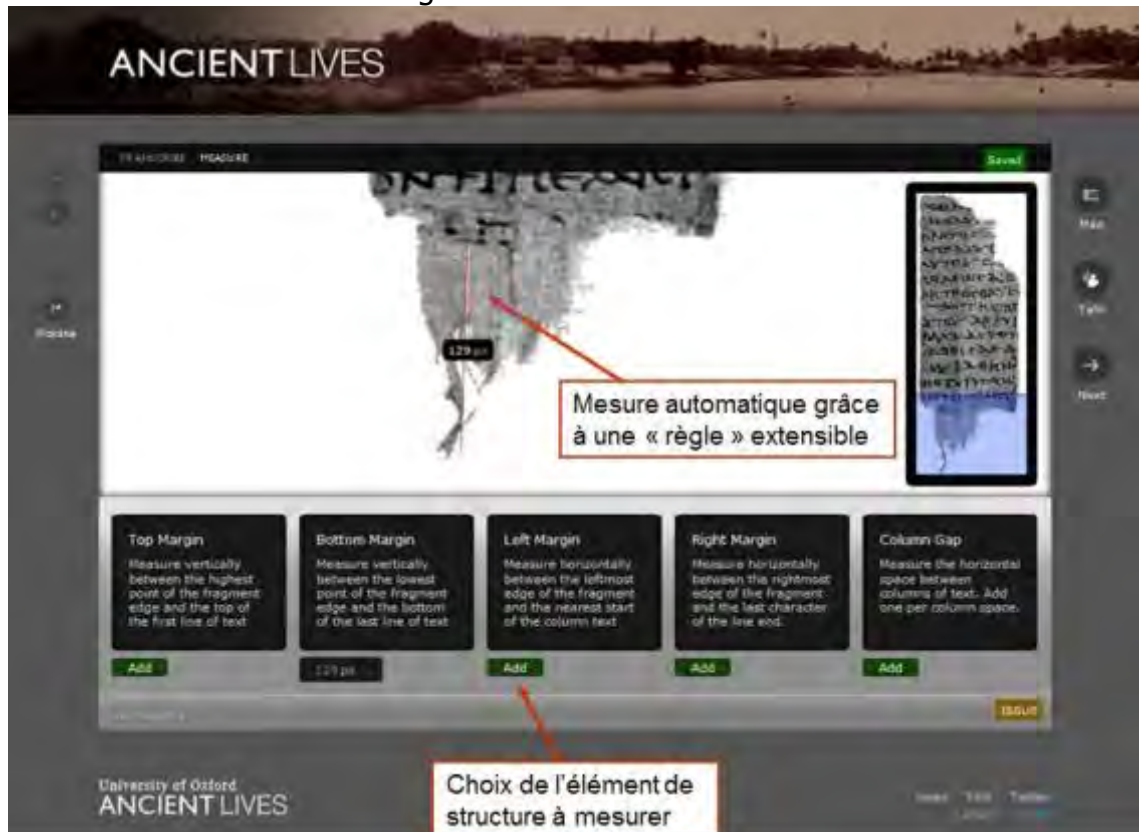 ANCIENT LIVES
TRANSCRIBE MEASURE
Saved
129 px
Mesure automatique grâce
à une « règle » extensible
Next
Top Margin
Measure vertically
between the highest
point of the fragment
edge and the top of
the first line of text
Add
Bottom Margin
Measure vertically
between the lowest
point of the fragment
edge and the bottom
of the last line of text
129 px
Left Margin
Measure horizontally
between the leftmost
edge of the fragment
and the nearest start
of the column text
Add
Right Margin
Measure horizontally
between the rightmost
edge of the fragment
and the last character
of the line end.
Add
Column Gap
Measure the horizontal
space between
columns of text. Add
one per column space.
Add
ISSUE
Choix de l'élément de
structure à mesurer
University of Oxford
ANCIENT LIVES